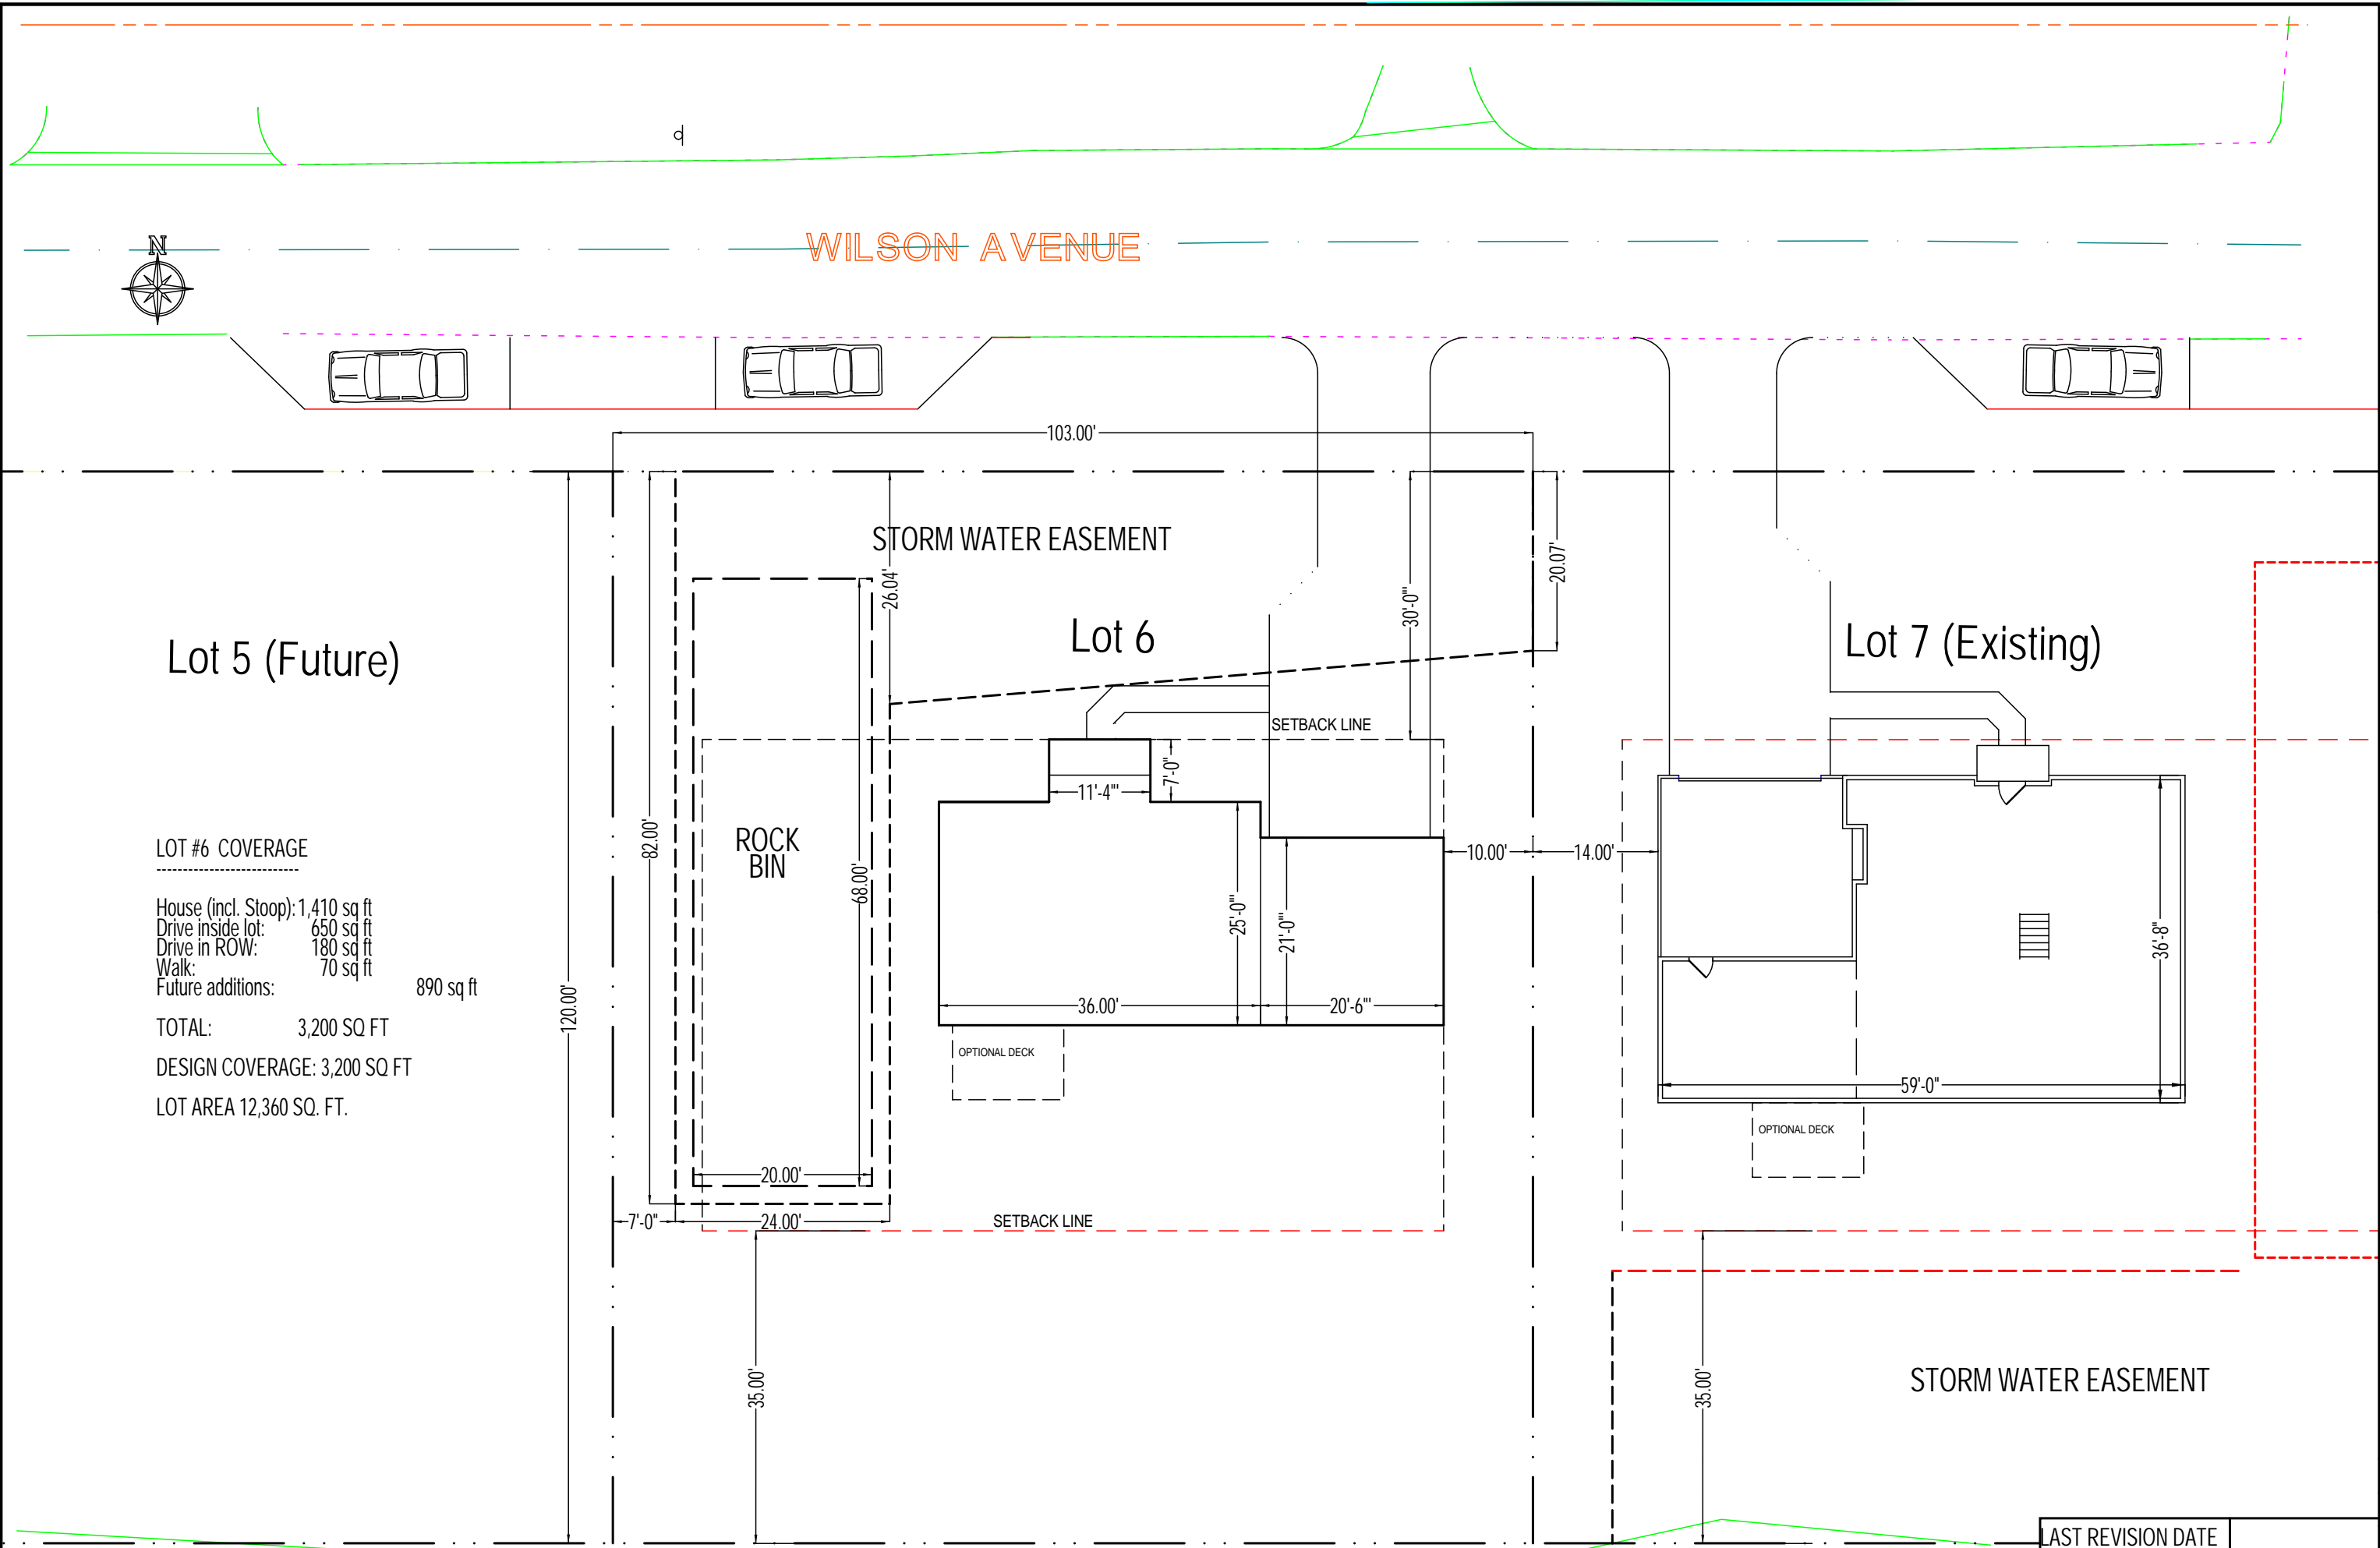 N
WILSON AVENUE
103.00'
STORM WATER EASEMENT
26.04'
30'-0"'
20.07'
Lot 5 (Future)
Lot 6
Lot 7 (Existing)
SETBACK LINE
7'-0"
11'-4"'
82.00'
ROCK
BIN
68.00'
10.00'
14.00'
25'-0"'
21'-0"'
36'-8"
LOT #6 COVERAGE
-------------------------
House (incl. Stoop): 1,410 sq ft
Drive inside lot: 650 sq ft
Drive in ROW: 180 sq ft
Walk: 70 sq ft
Future additions: 890 sq ft
TOTAL: 3,200 SQ FT
DESIGN COVERAGE: 3,200 SQ FT
LOT AREA 12,360 SQ. FT.
120.00'
36.00'
20'-6"'
OPTIONAL DECK
59'-0"
OPTIONAL DECK
20.00'
7'-0"
24.00'
SETBACK LINE
35.00'
35.00'
STORM WATER EASEMENT
LAST REVISION DATE